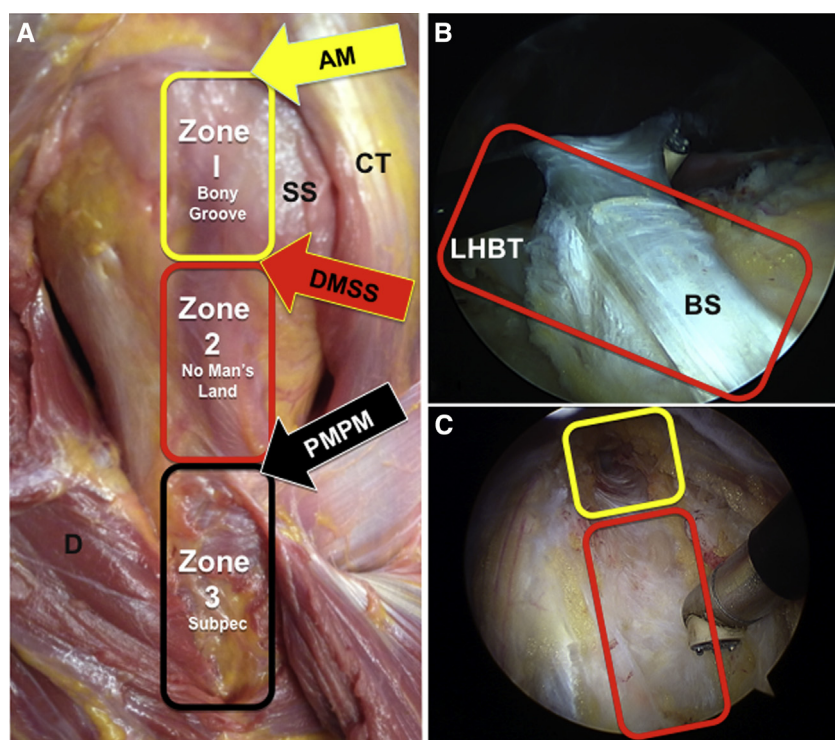 A
AM
Zone
I
Bony
Groove
SS
CT
DMSS
Zone
2
No Man's
Land
PMPM
D
Zone
3
Subpec
B
LHBT
BS
C